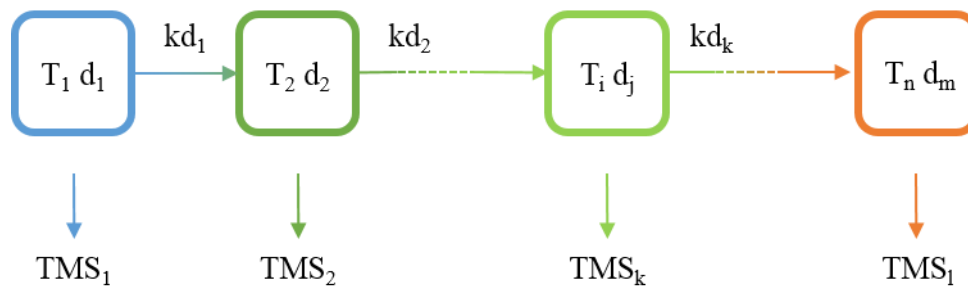 kd₁ kd₂ kdₖ
T₁ d₁ T₂ d₂ Tᵢ dⱼ Tₙ dₘ
TMS₁ TMS₂ TMSₖ TMSₗ